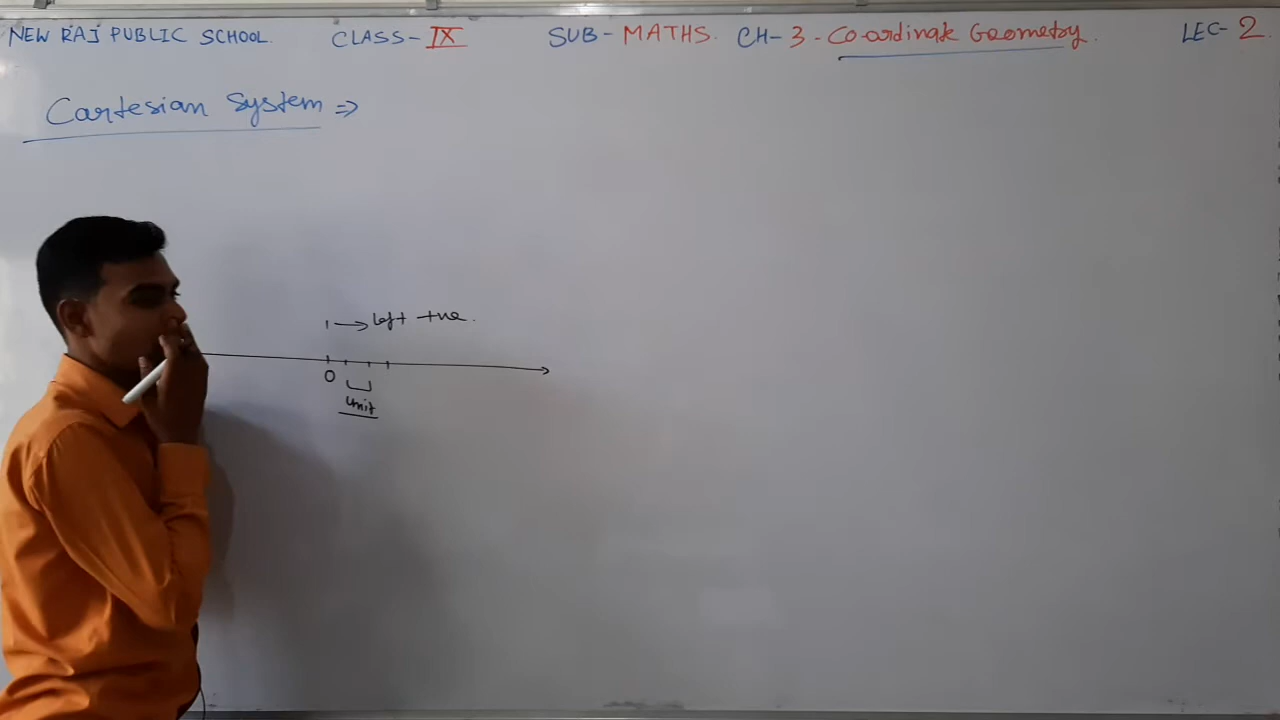 NEW RAJ PUBLIC SCHOOL. CLASS-IX SUB-MATHS. CH-3-Co-ordinate Geometry. LEC-2.
Cartesian System ⇒
left +ve.
0
Unit